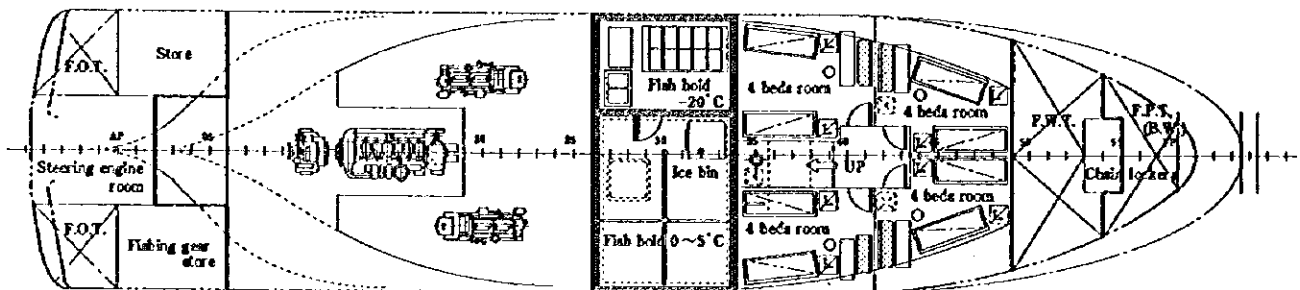 F.O.T.
Store
Fish hold
-20°C
4 beds room
4 beds room
F.W.T.
F.P.T.
(B.W.)
AP
Steering engine
room
Ice bin
UP
Chain lockers
F.O.T.
Fishing gear
store
Fish hold 0～5°C
4 beds room
4 beds room